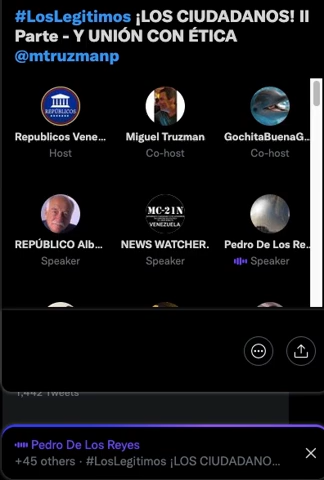 #LosLegitimos ¡LOS CIUDADANOS! II
Parte - Y UNIÓN CON ÉTICA
@mtruzmanp
REPÚBLICOS
Republicos Vene... Miguel Truzman GochitaBuenaG...
Host Co-host Co-host
MC-21N
VENEZUELA
REPÚBLICO Alb... NEWS WATCHER. Pedro De Los Re...
Speaker Speaker Speaker
1,442 Tweets
Pedro De Los Reyes
+45 others · #LosLegitimos ¡LOS CIUDADANO...